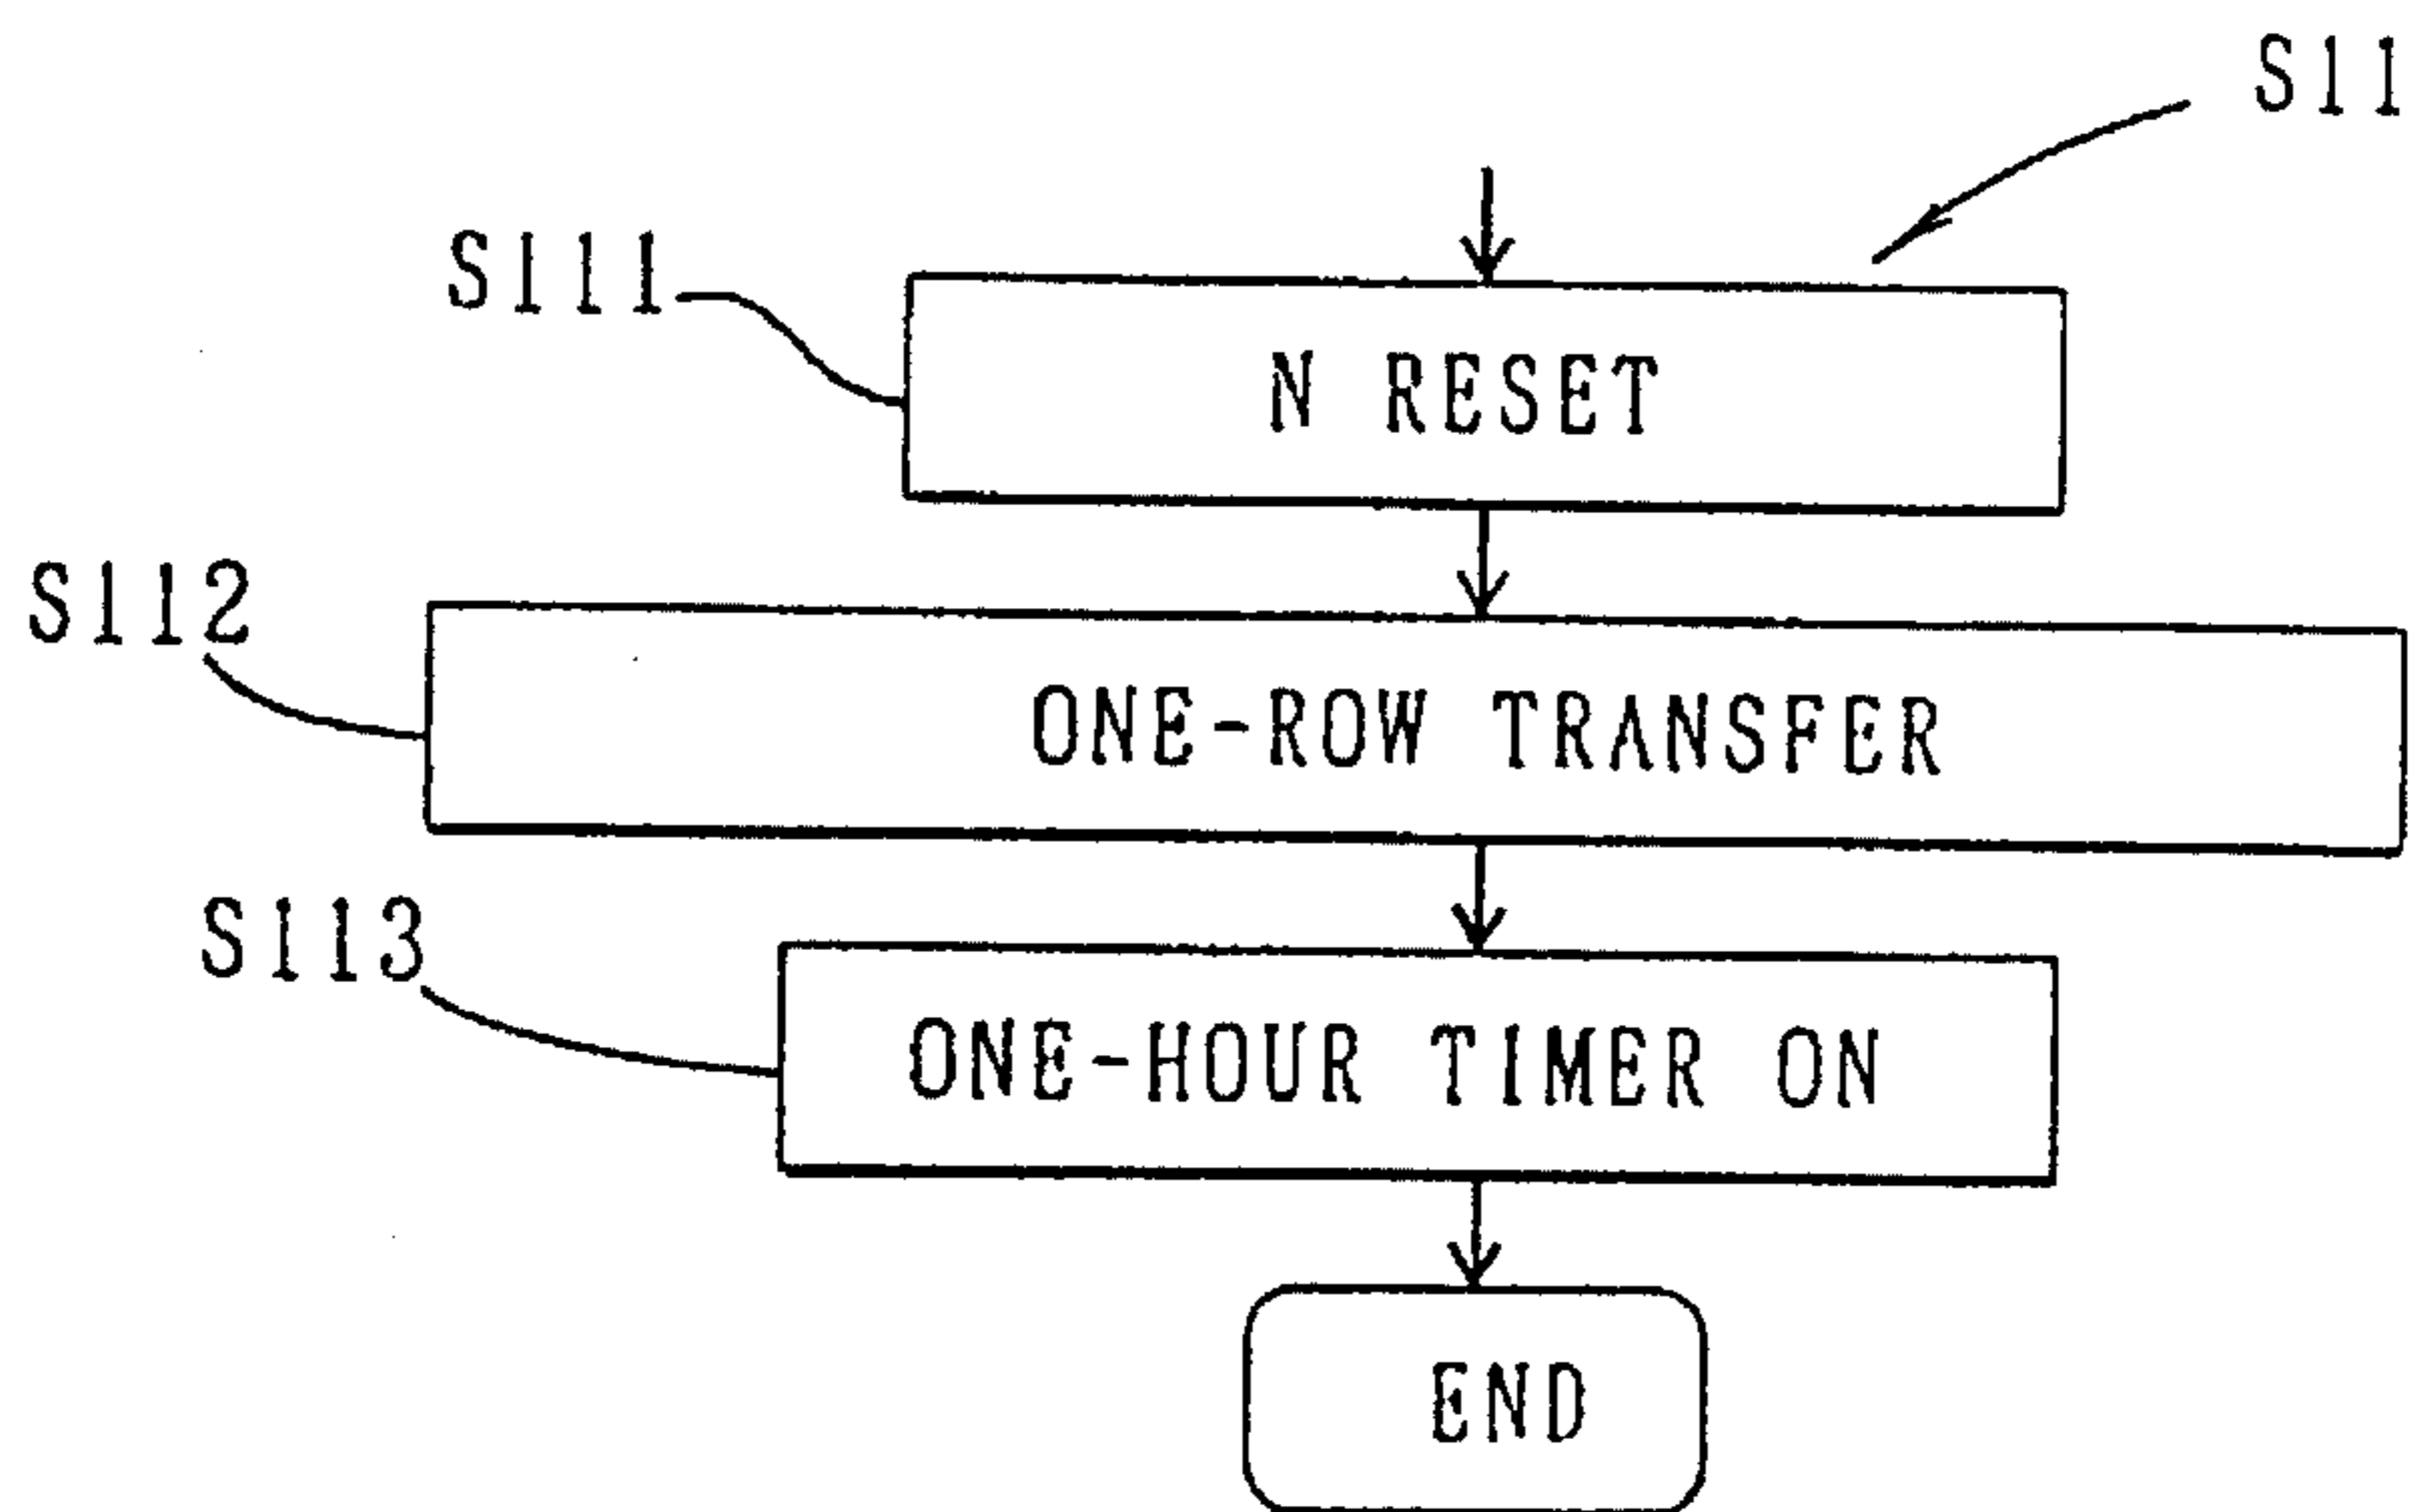 S11
S111
N RESET
S112
ONE-ROW TRANSFER
S113
ONE-HOUR TIMER ON
END